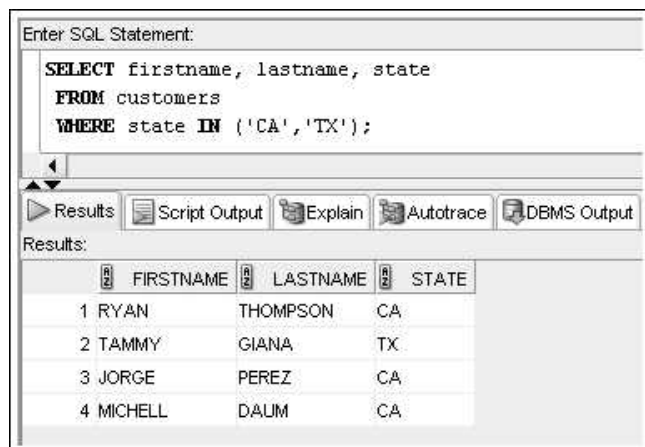 Enter SQL Statement:
SELECT firstname, lastname, state
FROM customers
WHERE state IN ('CA','TX');
Results Script Output Explain Autotrace DBMS Output
Results:
FIRSTNAME LASTNAME STATE
1 RYAN THOMPSON CA
2 TAMMY GIANA TX
3 JORGE PEREZ CA
4 MICHELL DAUM CA